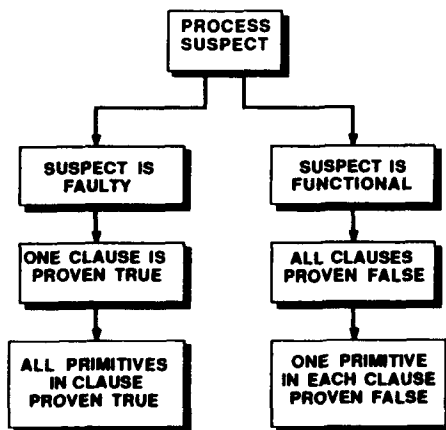 PROCESS
SUSPECT
SUSPECT IS
FAULTY
SUSPECT IS
FUNCTIONAL
ONE CLAUSE IS
PROVEN TRUE
ALL CLAUSES
PROVEN FALSE
ALL PRIMITIVES
IN CLAUSE
PROVEN TRUE
ONE PRIMITIVE
IN EACH CLAUSE
PROVEN FALSE